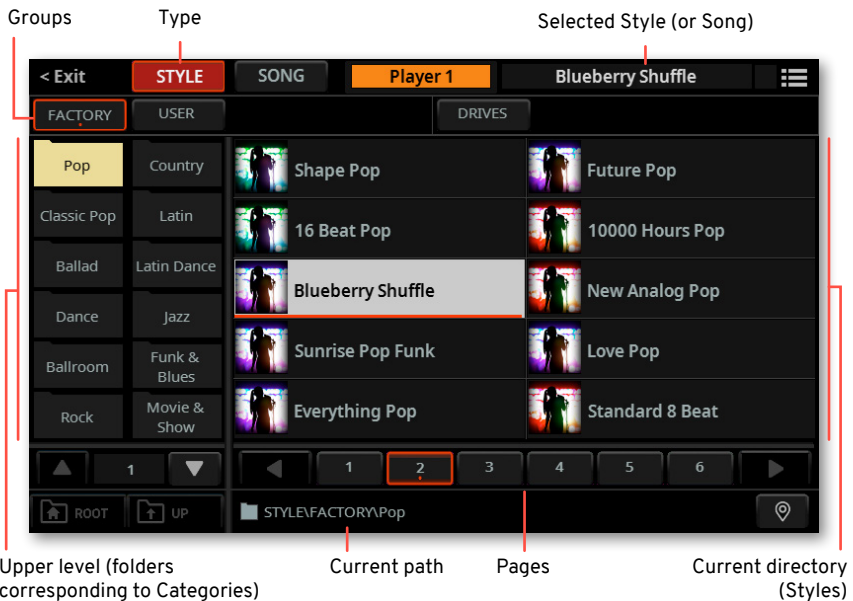 Groups
Type
Selected Style (or Song)
< Exit
STYLE
SONG
Player 1
Blueberry Shuffle
FACTORY
USER
DRIVES
Pop
Country
Shape Pop
Future Pop
Classic Pop
Latin
16 Beat Pop
10000 Hours Pop
Ballad
Latin Dance
Blueberry Shuffle
New Analog Pop
Dance
Jazz
Sunrise Pop Funk
Love Pop
Ballroom
Funk &
Blues
Everything Pop
Standard 8 Beat
Rock
Movie &
Show
1
1
2
3
4
5
6
ROOT
UP
STYLE\FACTORY\Pop
Upper level (folders
corresponding to Categories)
Current path
Pages
Current directory
(Styles)